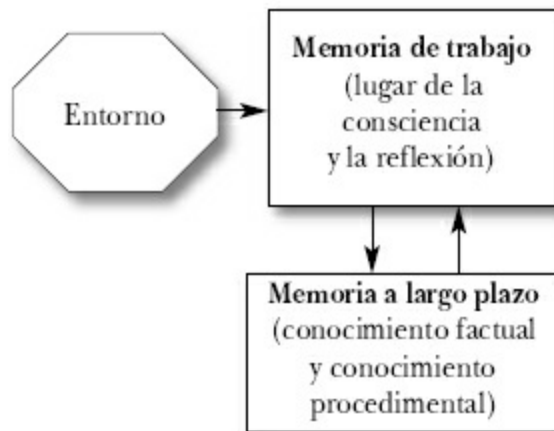 Entorno
Memoria de trabajo
(lugar de la
consciencia
y la reflexión)
Memoria a largo plazo
(conocimiento factual
y conocimiento
procedimental)